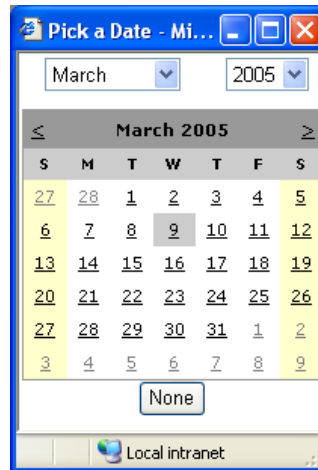 Pick a Date - Mi...
March 2005
< March 2005 >
S M T W T F S
27 28 1 2 3 4 5
6 7 8 9 10 11 12
13 14 15 16 17 18 19
20 21 22 23 24 25 26
27 28 29 30 31 1 2
3 4 5 6 7 8 9
None
Local intranet